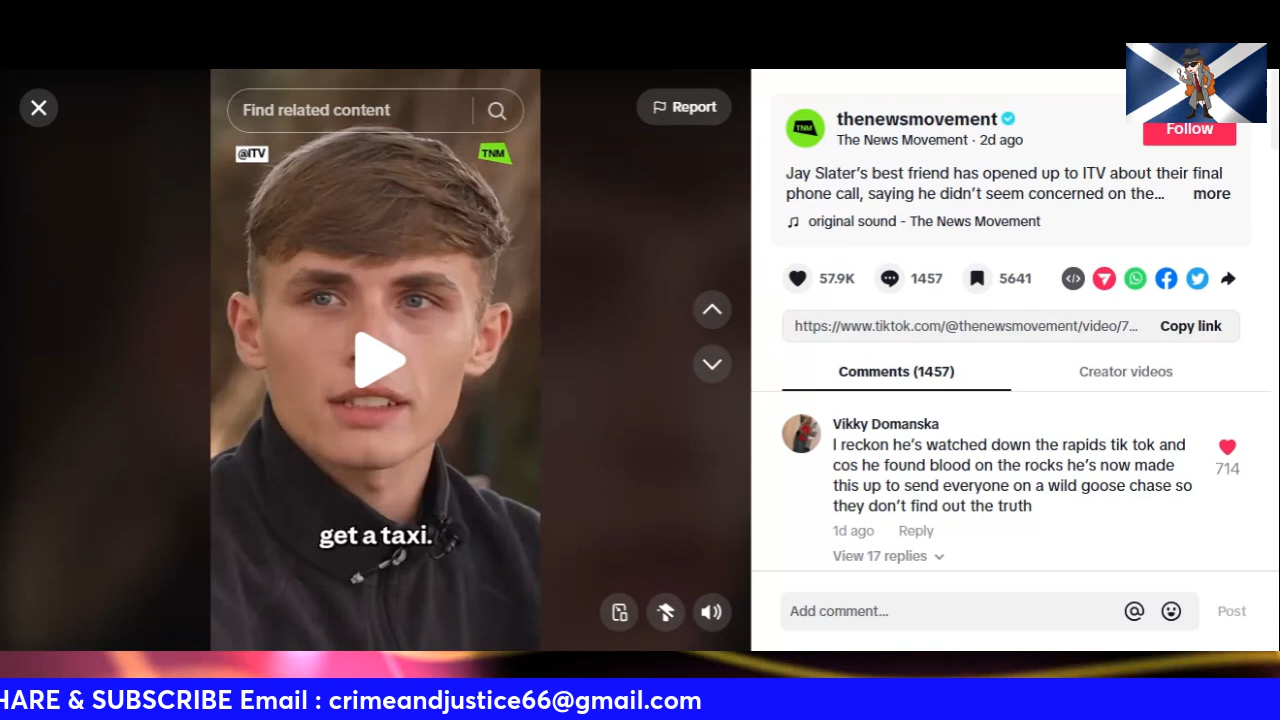 Find related content
Report
@ITV
TNM
get a taxi.
TNM
thenewsmovement
The News Movement · 2d ago
Follow
Jay Slater's best friend has opened up to ITV about their final
phone call, saying he didn't seem concerned on the... more
original sound - The News Movement
57.9K 1457 5641
https://www.tiktok.com/@thenewsmovement/video/7... Copy link
Comments (1457) Creator videos
Vikky Domanska
I reckon he's watched down the rapids tik tok and
cos he found blood on the rocks he's now made
this up to send everyone on a wild goose chase so
they don't find out the truth
714
1d ago Reply
View 17 replies
Add comment... Post
HARE & SUBSCRIBE Email : crimeandjustice66@gmail.com